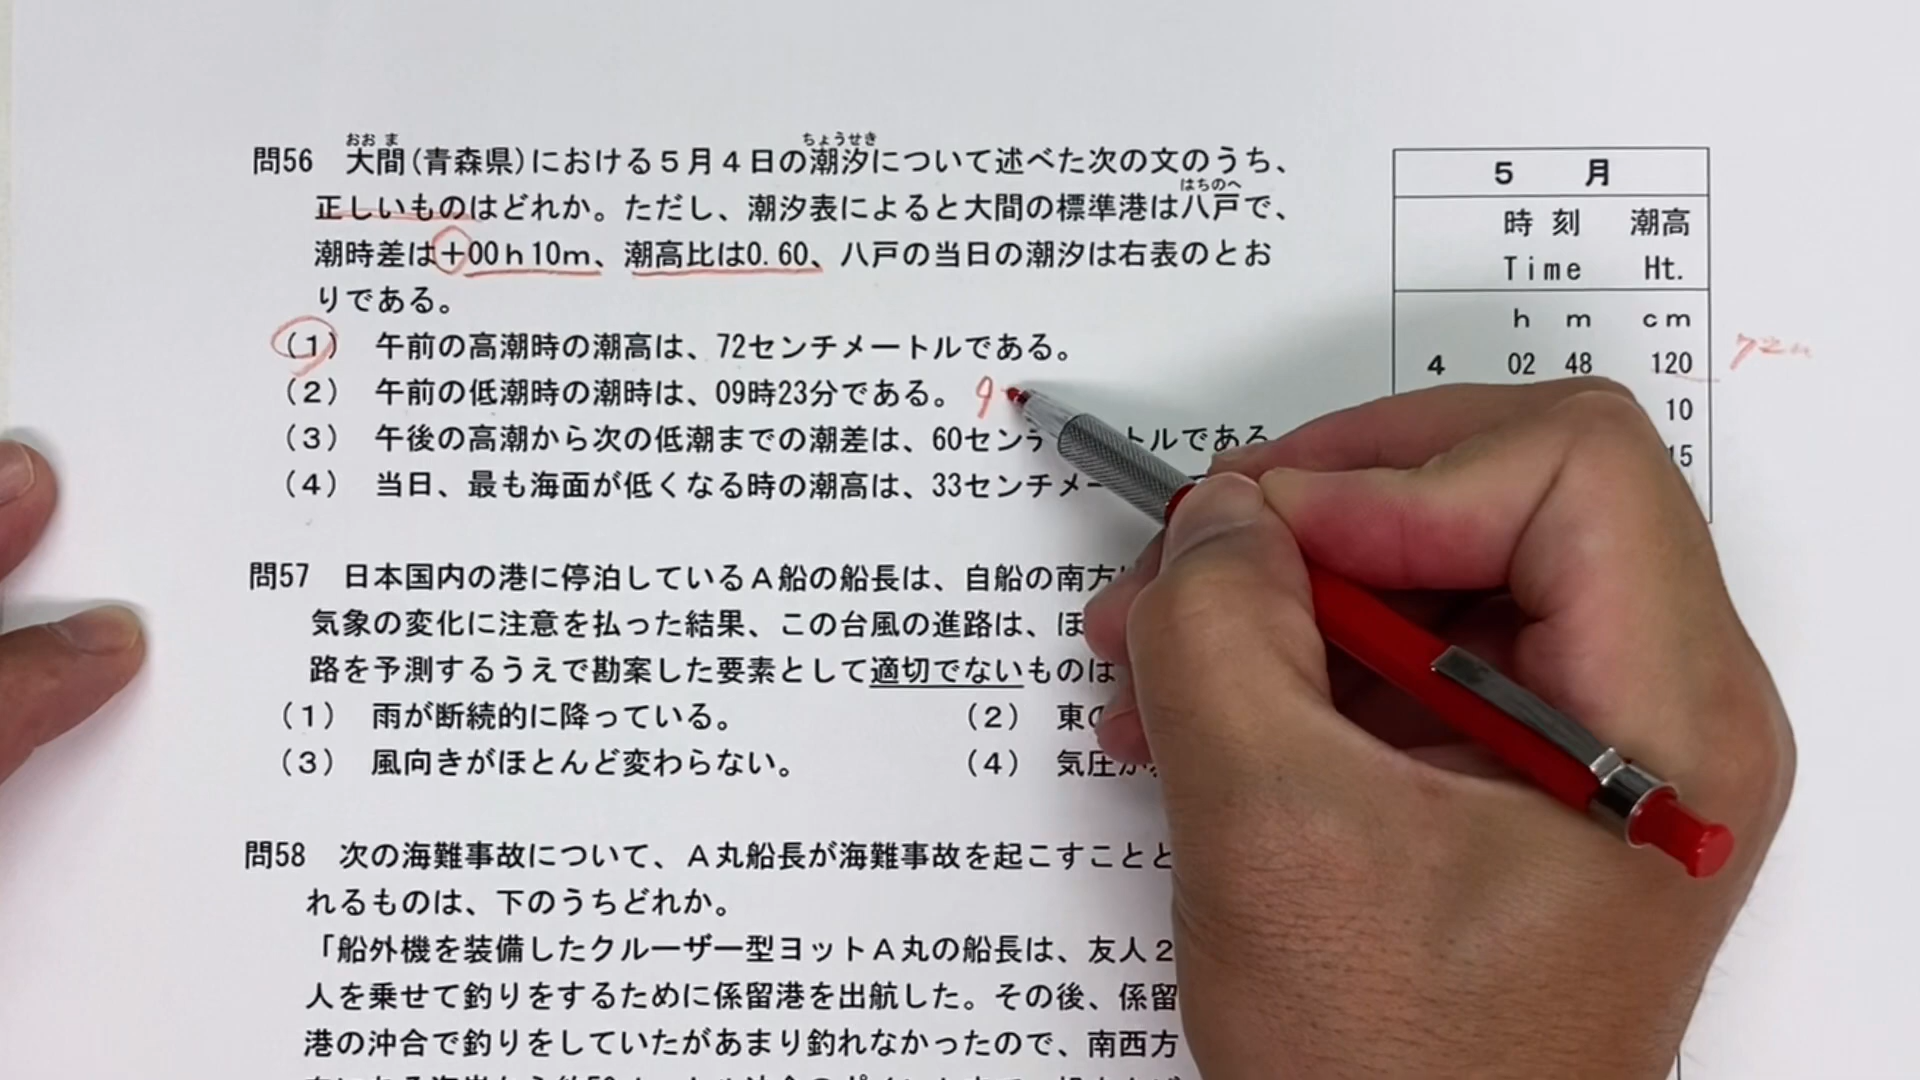 問56 大間(青森県)における5月4日の潮汐について述べた次の文のうち、
おおま
ちょうせき
正しいものはどれか。ただし、潮汐表によると大間の標準港は八戸で、
はちのへ
潮時差は+00h10m、潮高比は0.60、八戸の当日の潮汐は右表のとお
りである。
(1) 午前の高潮時の潮高は、72センチメートルである。
(2) 午前の低潮時の潮時は、09時23分である。 9
(3) 午後の高潮から次の低潮までの潮差は、60センチ トルである
(4) 当日、最も海面が低くなる時の潮高は、33センチメー
5 月
時刻 潮高
Time Ht.
h m cm
4 02 48 120 72
10
15
問57 日本国内の港に停泊しているA船の船長は、自船の南方
気象の変化に注意を払った結果、この台風の進路は、ほ
路を予測するうえで勘案した要素として適切でないものは
(1) 雨が断続的に降っている。 (2) 東の
(3) 風向きがほとんど変わらない。 (4) 気圧が
問58 次の海難事故について、A丸船長が海難事故を起こすことと
れるものは、下のうちどれか。
「船外機を装備したクルーザー型ヨットA丸の船長は、友人2
人を乗せて釣りをするために係留港を出航した。その後、係留
港の沖合で釣りをしていたがあまり釣れなかったので、南西方